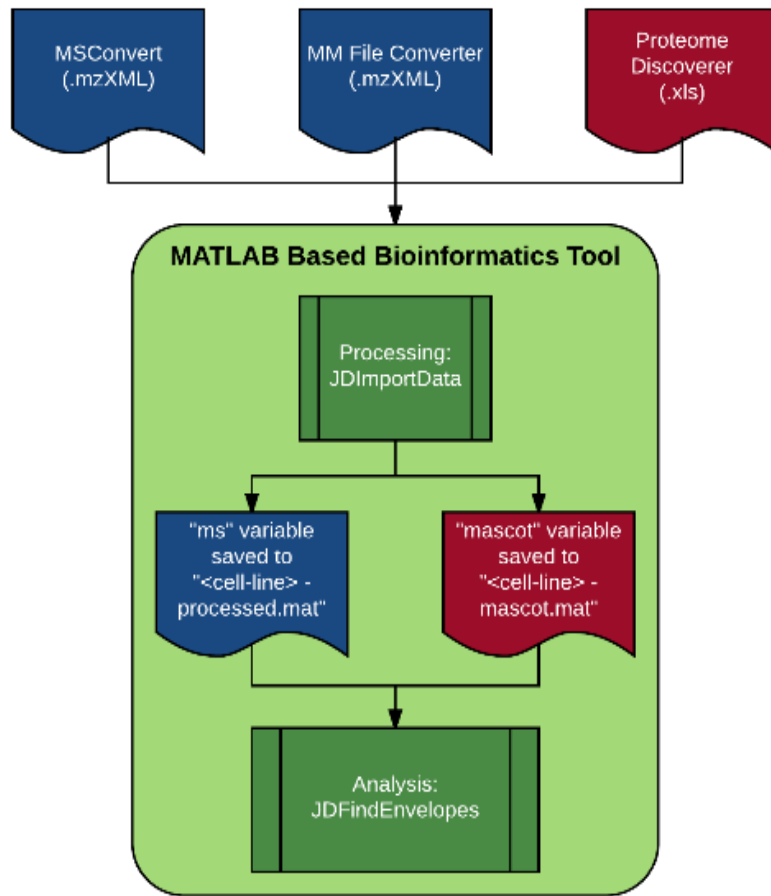 MSConvert
(.mzXML)
MM File Converter
(.mzXML)
Proteome
Discoverer
(.xls)
MATLAB Based Bioinformatics Tool
Processing:
JDImportData
"ms" variable
saved to
"<cell-line> -
processed.mat"
"mascot" variable
saved to
"<cell-line> -
mascot.mat"
Analysis:
JDFindEnvelopes